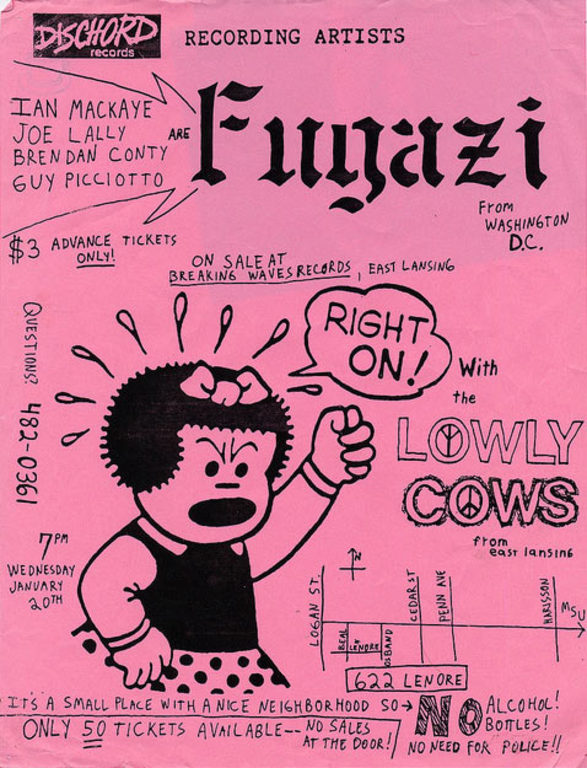 DISCHORD
records
RECORDING ARTISTS
IAN MACKAYE
JOE LALLY
BRENDAN CONTY
GUY PICCIOTTO
ARE
Fugazi
From
WASHINGTON
D.C.
$3 ADVANCE TICKETS
ONLY!
ON SALE AT
BREAKING WAVES RECORDS, EAST LANSING
RIGHT
ON!
With
the
LOWLY
COWS
from
east lansing
QUESTIONS? 482-0361
7PM
WEDNESDAY
JANUARY
20TH
N
LOGAN ST.
BEAL
LENORE
OSBAND
CEDAR ST
PENN AVE
HARISSON
MSU
622 LENORE
IT'S A SMALL PLACE WITH A NICE NEIGHBORHOOD SO
NO
ALCOHOL!
BOTTLES!
NO NEED FOR POLICE!!
ONLY 50 TICKETS AVAILABLE--
NO SALES
AT THE DOOR!